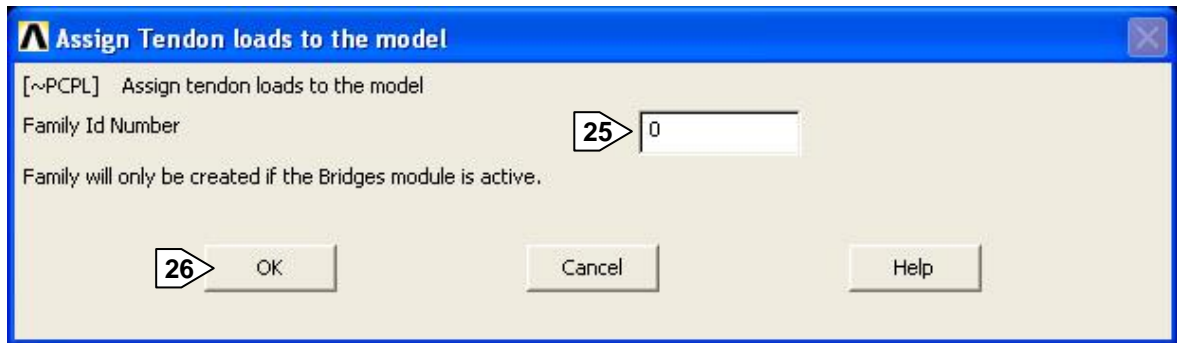 Assign Tendon loads to the model
[~PCPL] Assign tendon loads to the model
Family Id Number 25 0
Family will only be created if the Bridges module is active.
26 OK Cancel Help